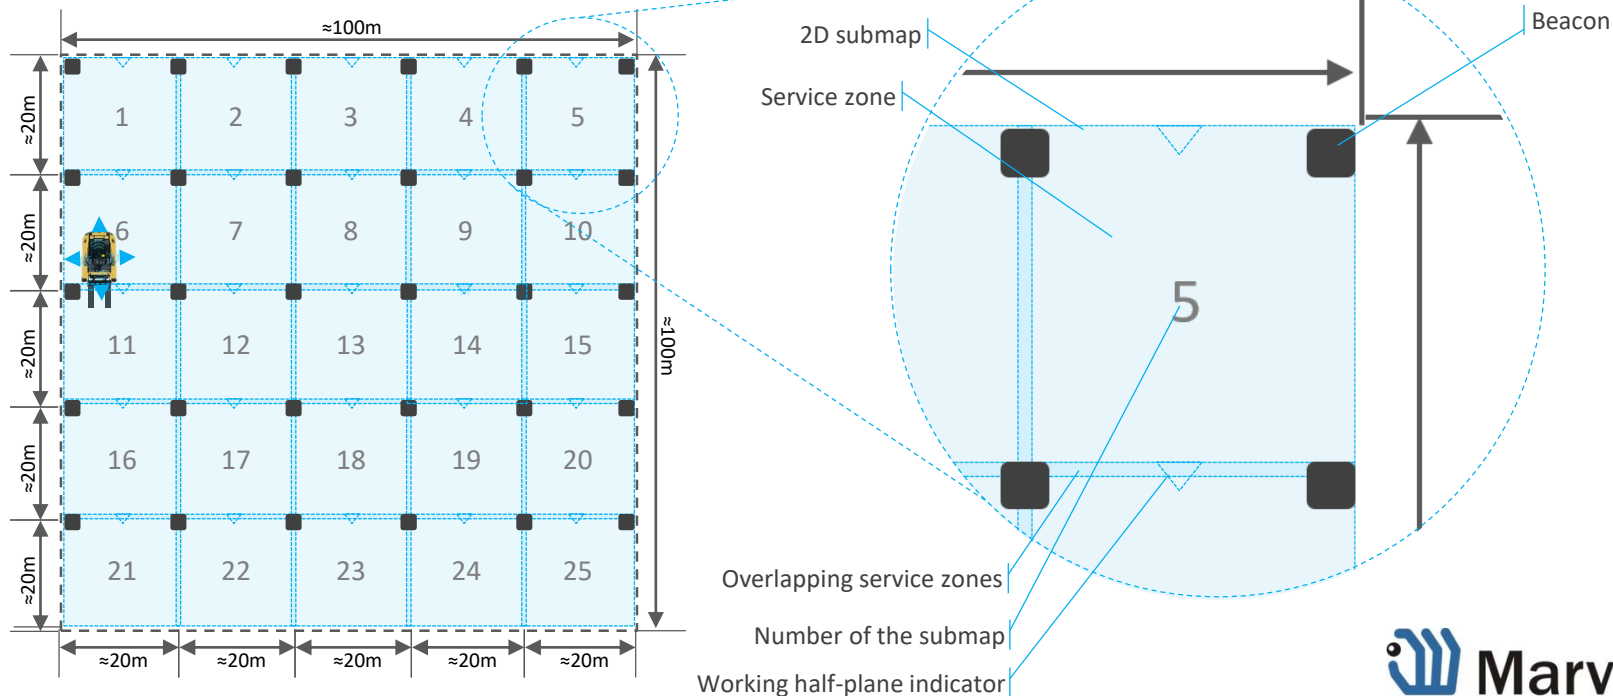 ≈100m
1 2 3 4 5
6 7 8 9 10
11 12 13 14 15
16 17 18 19 20
21 22 23 24 25
≈20m
≈20m
≈20m
≈20m
≈20m
≈100m
≈20m ≈20m ≈20m ≈20m ≈20m
2D submap
Service zone
Beacon
5
Overlapping service zones
Number of the submap
Working half-plane indicator
Marv